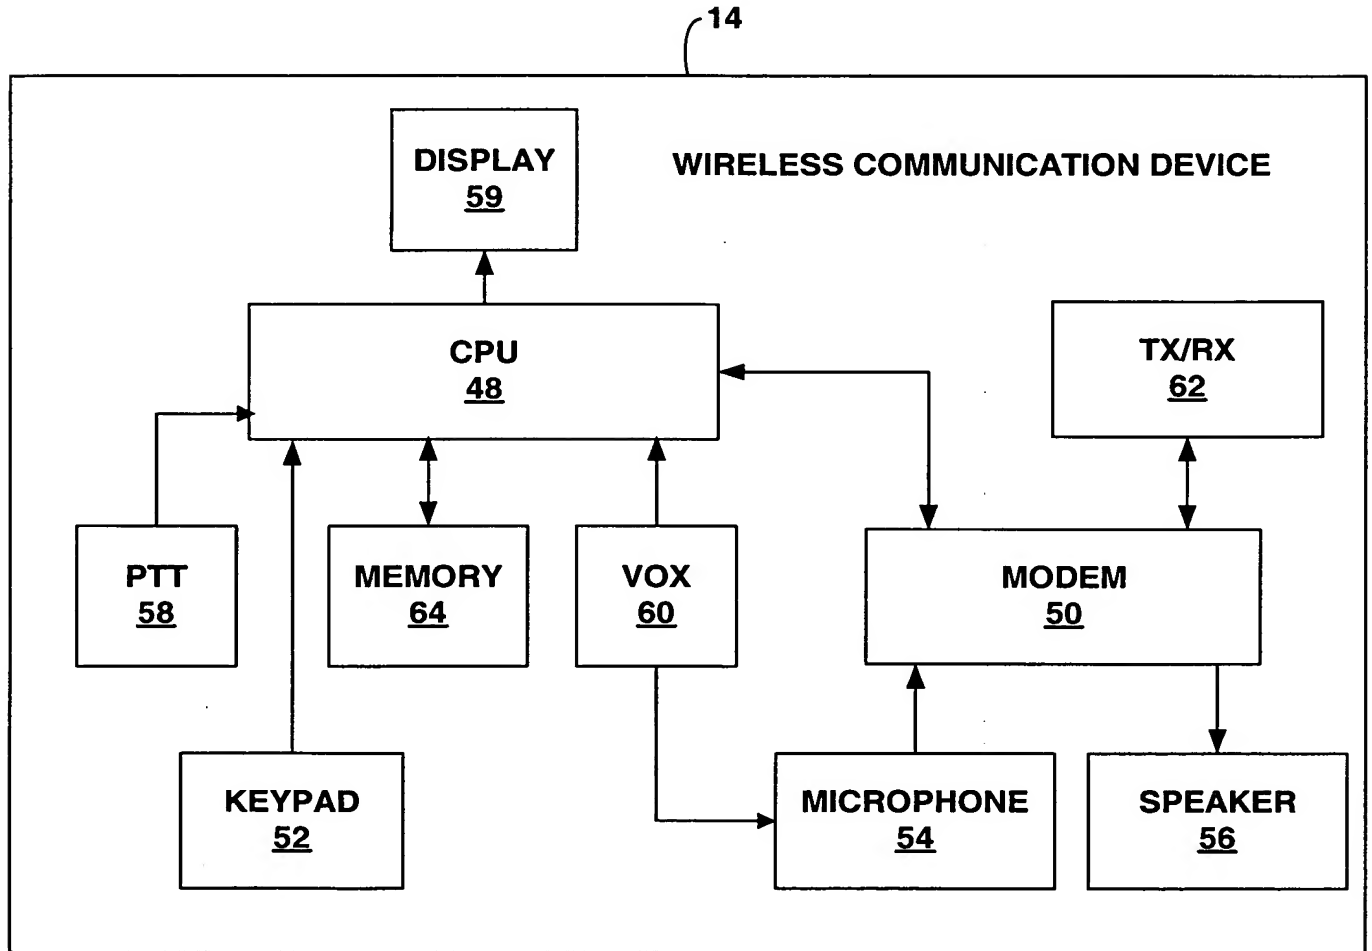 14
DISPLAY
59
WIRELESS COMMUNICATION DEVICE
CPU
48
TX/RX
62
PTT
58
MEMORY
64
VOX
60
MODEM
50
KEYPAD
52
MICROPHONE
54
SPEAKER
56